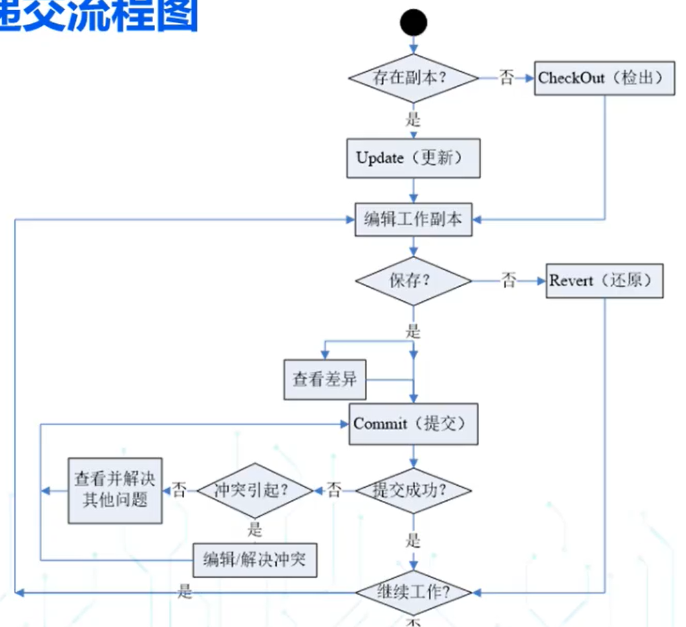 递交流程图
存在副本?
否
CheckOut（检出）
是
Update（更新）
编辑工作副本
保存?
否
Revert（还原）
是
查看差异
Commit（提交）
查看并解决
其他问题
否
冲突引起?
否
提交成功?
是
是
编辑/解决冲突
是
继续工作?
否